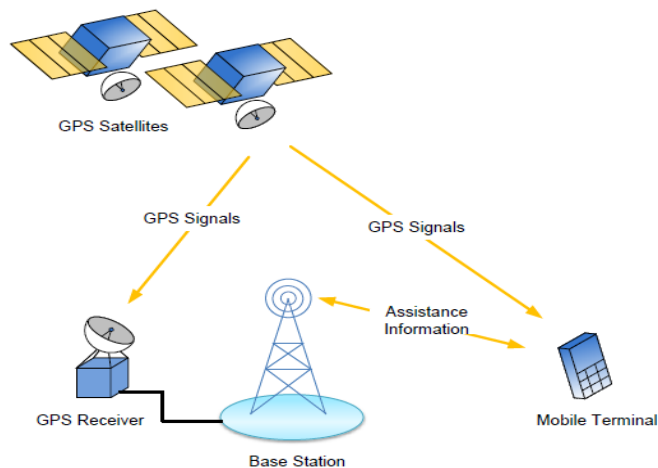 GPS Satellites
GPS Signals
GPS Signals
Assistance
Information
GPS Receiver
Mobile Terminal
Base Station